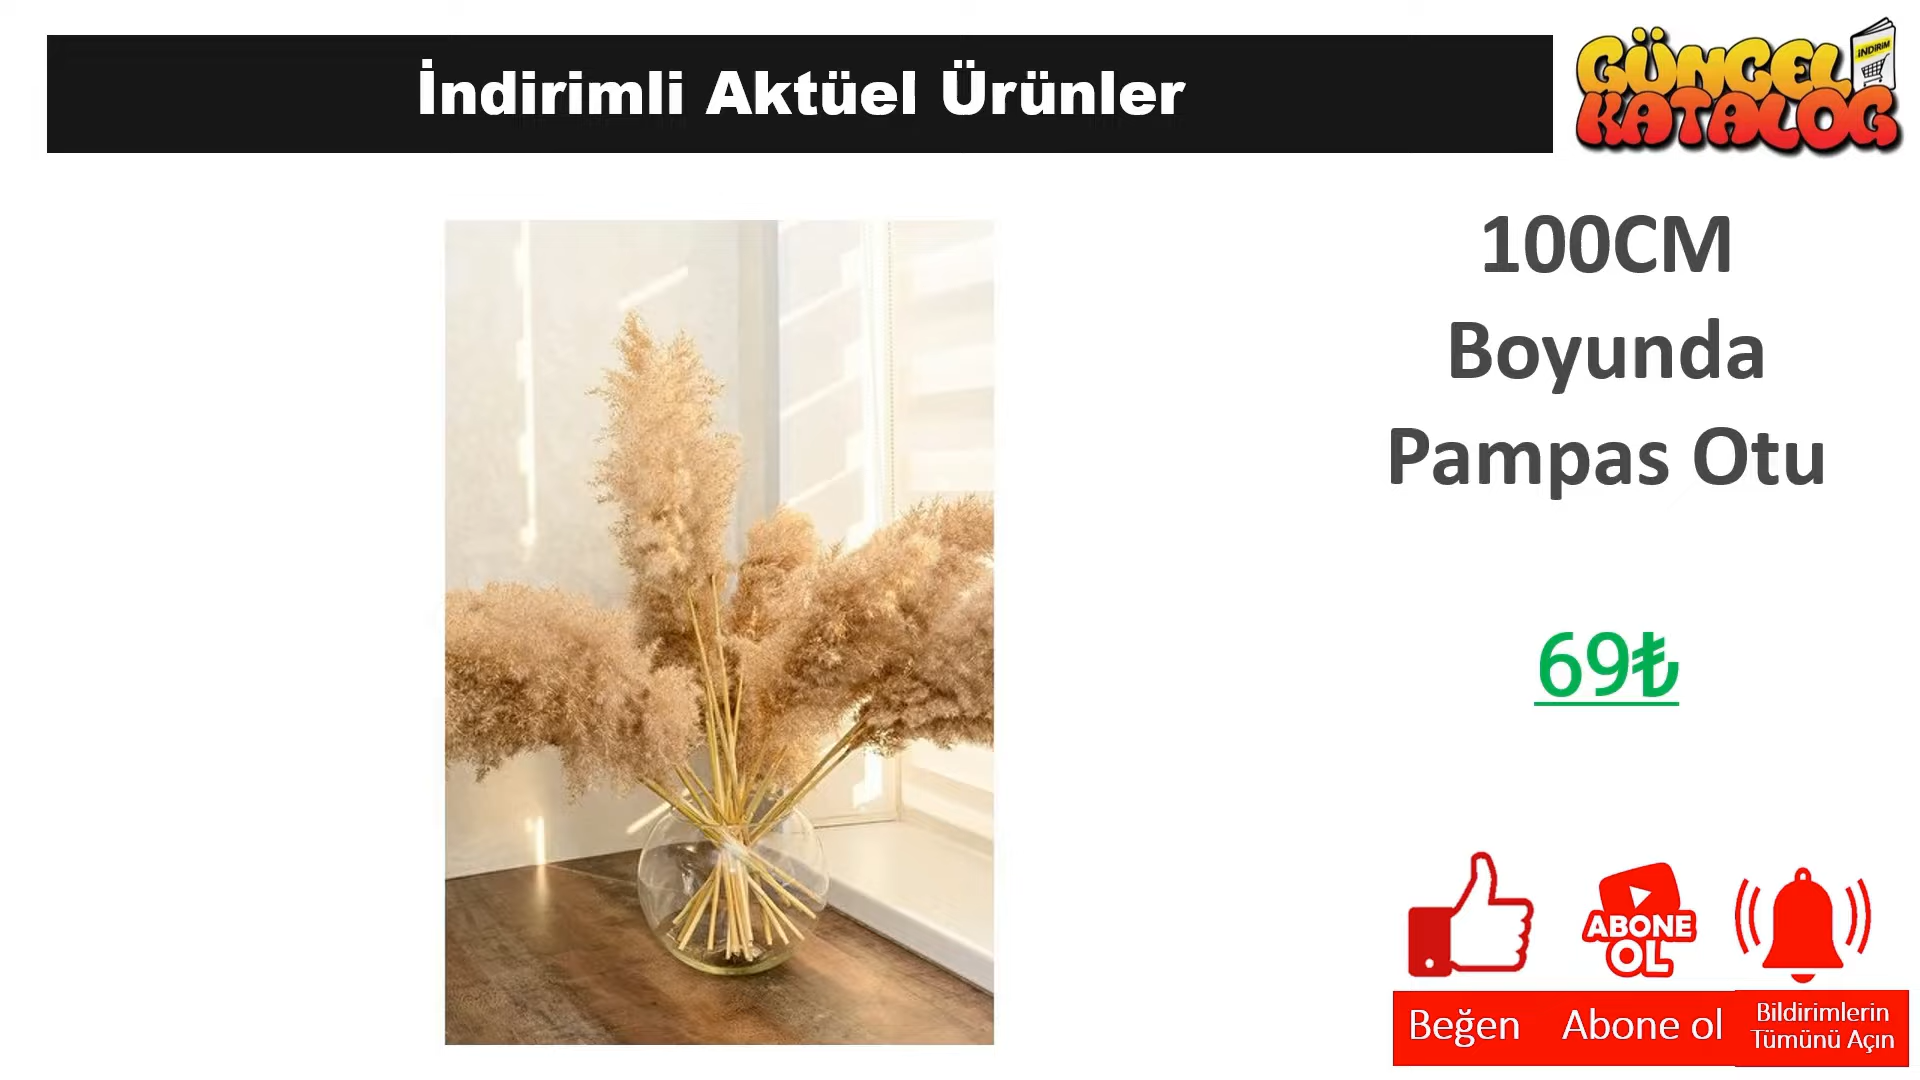 İndirimli Aktüel Ürünler
GÜNCEL
KATALOG
İNDİRİM
100CM
Boyunda
Pampas Otu
69₺
ABONE
OL
Beğen
Abone ol
Bildirimlerin
Tümünü Açın